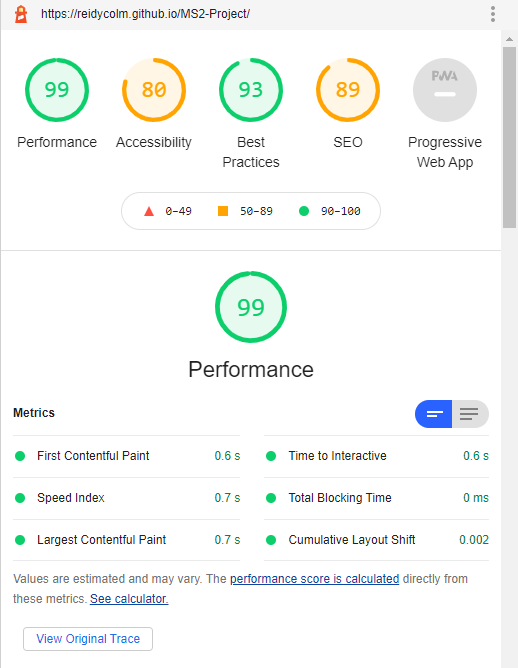 https://reidycolm.github.io/MS2-Project/
99 80 93 89 PWA
Performance Accessibility Best Practices SEO Progressive Web App
0–49 50–89 90–100
99
Performance
Metrics
First Contentful Paint 0.6 s Time to Interactive 0.6 s
Speed Index 0.7 s Total Blocking Time 0 ms
Largest Contentful Paint 0.7 s Cumulative Layout Shift 0.002
Values are estimated and may vary. The performance score is calculated directly from
these metrics. See calculator.
View Original Trace